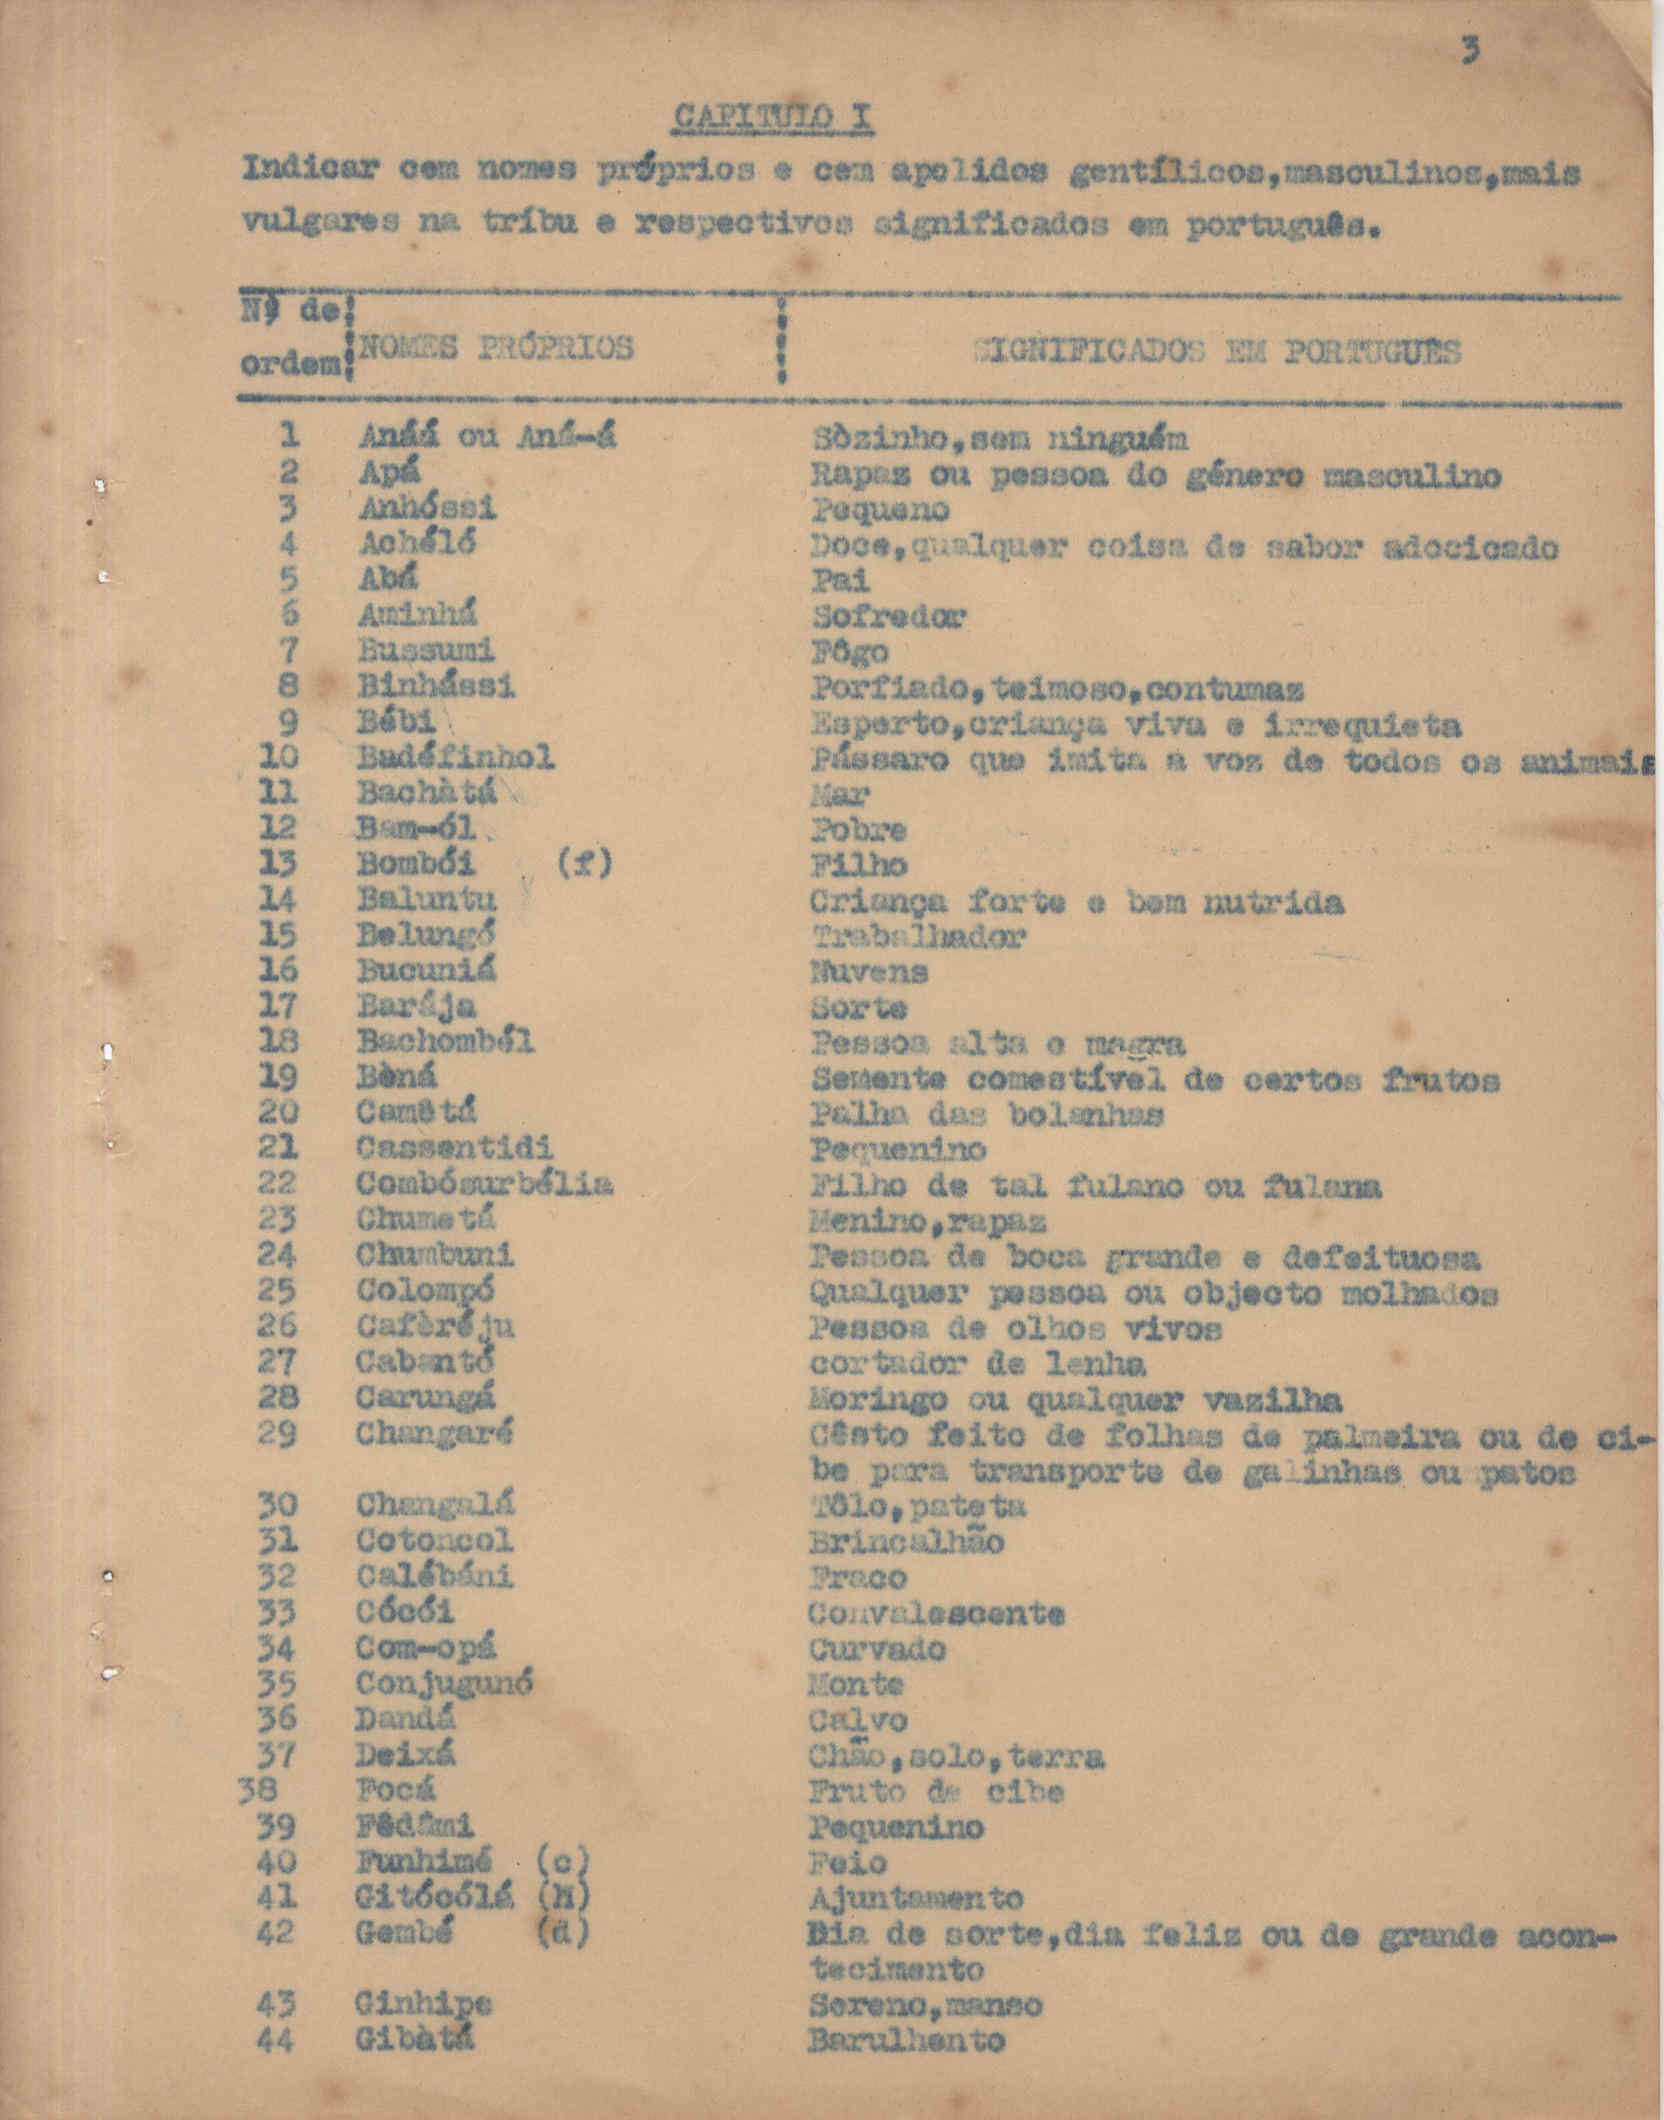 3
CAPITULO I
Indicar cem nomes próprios e cem apelidos gentílicos,masculinos,mais
vulgares na tríbu e respectivos significados em português.
Nº de
ordem NOMES PRÓPRIOS SIGNIFICADOS EM PORTUGUÊS
1 Anáá ou Aná-á Sòzinho,sem ninguém
2 Apá Rapaz ou pessoa do género masculino
3 Anhóssi Pequeno
4 Achéló Doce,qualquer coisa de sabor adocicado
5 Abá Pai
6 Aminhá Sofredor
7 Bussumi Fôgo
8 Binhássi Porfiado,teimoso,contumaz
9 Bébi Esperto,criança viva e irrequieta
10 Badéfinhol Pássaro que imita a voz de todos os animais
11 Bachàtá Mar
12 Bam-ól Pobre
13 Bombói (f) Filho
14 Baluntu Criança forte e bem nutrida
15 Belungó Trabalhador
16 Bucuniá Nuvens
17 Barája Sorte
18 Bachombél Pessoa alta e magra
19 Bèná Semente comestível de certos frutos
20 Camêtá Palha das bolanhas
21 Cassentidi Pequenino
22 Combósurbélia Filho de tal fulano ou fulana
23 Chumetá Menino,rapaz
24 Chumbuni Pessoa de boca grande e defeituosa
25 Colompó Qualquer pessoa ou objecto molhados
26 Cafèréju Pessoa de olhos vivos
27 Cabantó cortador de lenha
28 Carungá Moringo ou qualquer vazilha
29 Changaré Cêsto feito de folhas de palmeira ou de ci-
be para transporte de galinhas ou patos
30 Changalá Tôlo,pateta
31 Cotoncol Brincalhão
32 Calébáni Fraco
33 Cócói Convalescente
34 Com-opá Curvado
35 Conjugunó Monte
36 Dandá Calvo
37 Deixá Chão,solo,terra
38 Focá Fruto de cibe
39 Fêdâmi Pequenino
40 Funhimé (c) Feio
41 Gitócólá (h) Ajuntamento
42 Gembé (d) Dia de sorte,dia feliz ou de grande acon-
tecimento
43 Ginhipe Sereno,manso
44 Gibàtá Barulhento